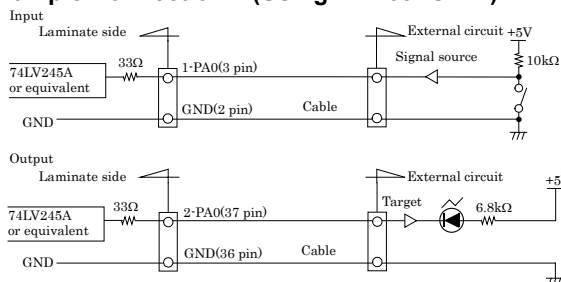 Input
Laminate side
External circuit
+5V
74LV245A
or equivalent
33Ω
1-PA0(3 pin)
Signal source
10kΩ
GND
GND(2 pin)
Cable
Output
Laminate side
External circuit
+5
74LV245A
or equivalent
33Ω
2-PA0(37 pin)
Target
6.8kΩ
GND
GND(36 pin)
Cable